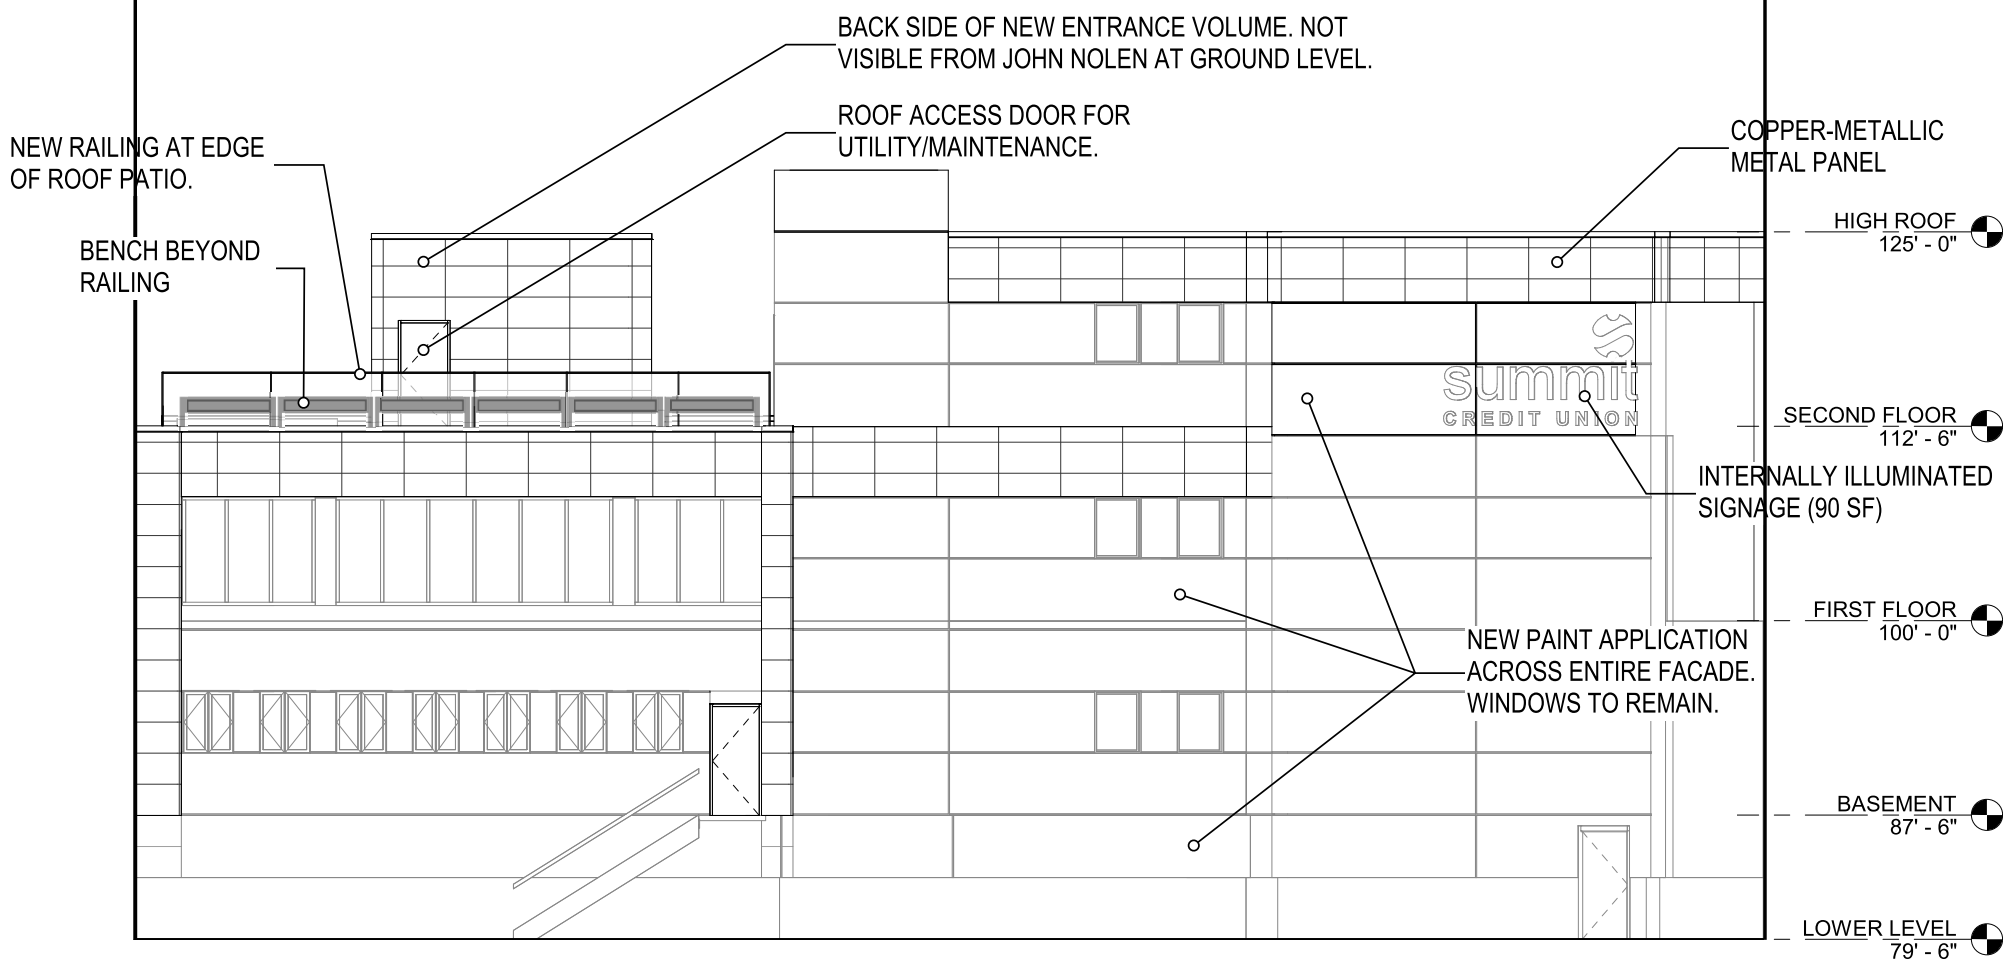 BACK SIDE OF NEW ENTRANCE VOLUME. NOT
VISIBLE FROM JOHN NOLEN AT GROUND LEVEL.
ROOF ACCESS DOOR FOR
UTILITY/MAINTENANCE.
NEW RAILING AT EDGE
OF ROOF PATIO.
BENCH BEYOND
RAILING
COPPER-METALLIC
METAL PANEL
HIGH ROOF
125' - 0"
summit
CREDIT UNION
SECOND FLOOR
112' - 6"
INTERNALLY ILLUMINATED
SIGNAGE (90 SF)
FIRST FLOOR
100' - 0"
NEW PAINT APPLICATION
ACROSS ENTIRE FACADE.
WINDOWS TO REMAIN.
BASEMENT
87' - 6"
LOWER LEVEL
79' - 6"